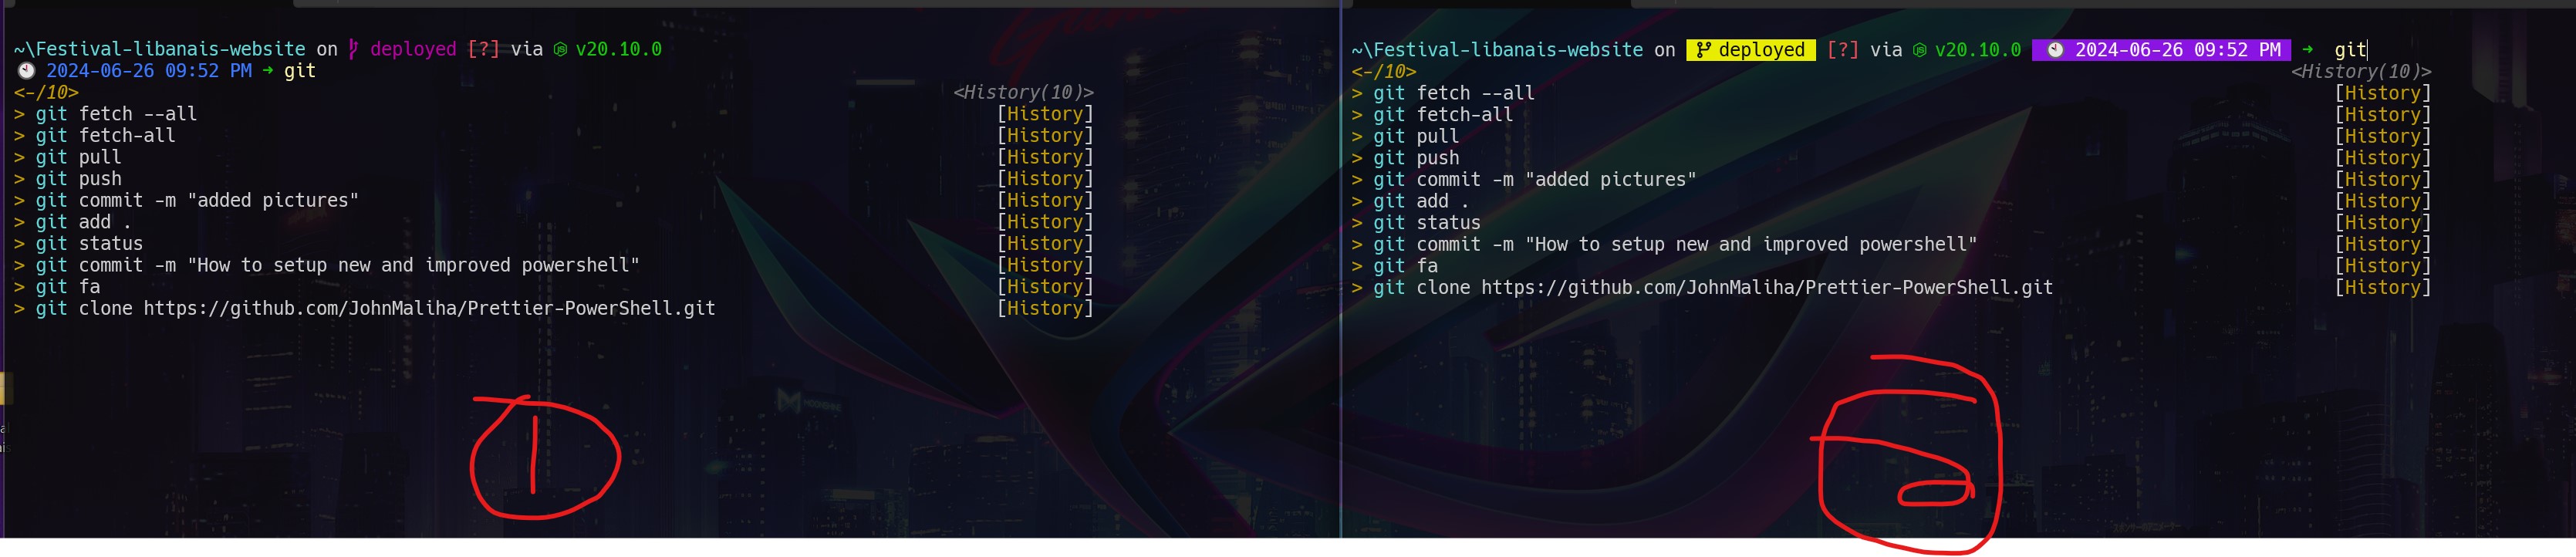 ~\Festival-libanais-website on deployed [?] via v20.10.0
2024-06-26 09:52 PM ➜ git
<-/10> <History(10)>
> git fetch --all [History]
> git fetch-all [History]
> git pull [History]
> git push [History]
> git commit -m "added pictures" [History]
> git add . [History]
> git status [History]
> git commit -m "How to setup new and improved powershell" [History]
> git fa [History]
> git clone https://github.com/JohnMaliha/Prettier-PowerShell.git [History]
1
~\Festival-libanais-website on deployed [?] via v20.10.0 2024-06-26 09:52 PM ➜ git
<-/10> <History(10)>
> git fetch --all [History]
> git fetch-all [History]
> git pull [History]
> git push [History]
> git commit -m "added pictures" [History]
> git add . [History]
> git status [History]
> git commit -m "How to setup new and improved powershell" [History]
> git fa [History]
> git clone https://github.com/JohnMaliha/Prettier-PowerShell.git [History]
2